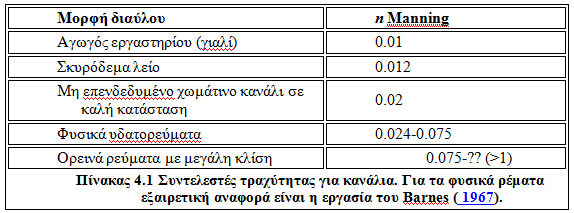 Μορφή διαύλου n Manning
Αγωγός εργαστηρίου (γιαλί) 0.01
Σκυρόδεμα λείο 0.012
Μη επενδεδυμένο χωμάτινο κανάλι σε
καλή κατάσταση 0.02
Φυσικά υδατορεύματα 0.024-0.075
Ορεινά ρεύματα με μεγάλη κλίση 0.075-?? (>1)
Πίνακας 4.1 Συντελεστές τραχύτητας για κανάλια. Για τα φυσικά ρέματα
εξαιρετική αναφορά είναι η εργασία του Barnes ( 1967).